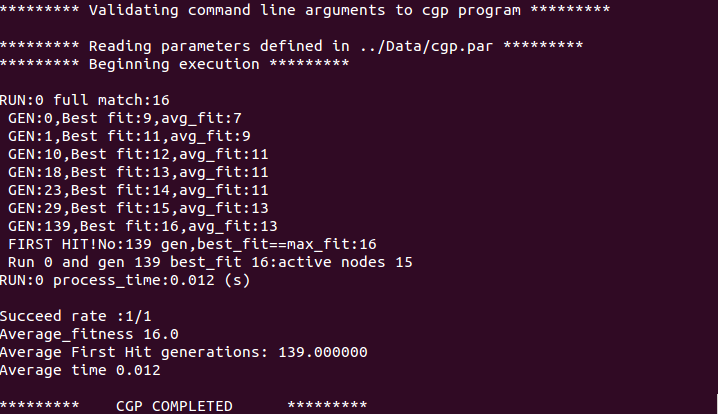 ********* Validating command line arguments to cgp program *********
********* Reading parameters defined in ../Data/cgp.par *********
********* Beginning execution *********
RUN:0 full match:16
GEN:0,Best fit:9,avg_fit:7
GEN:1,Best fit:11,avg_fit:9
GEN:10,Best fit:12,avg_fit:11
GEN:18,Best fit:13,avg_fit:11
GEN:23,Best fit:14,avg_fit:11
GEN:29,Best fit:15,avg_fit:13
GEN:139,Best fit:16,avg_fit:13
FIRST HIT!No:139 gen,best_fit==max_fit:16
Run 0 and gen 139 best_fit 16:active nodes 15
RUN:0 process_time:0.012 (s)
Succeed rate :1/1
Average_fitness 16.0
Average First Hit generations: 139.000000
Average time 0.012
********* CGP COMPLETED *********